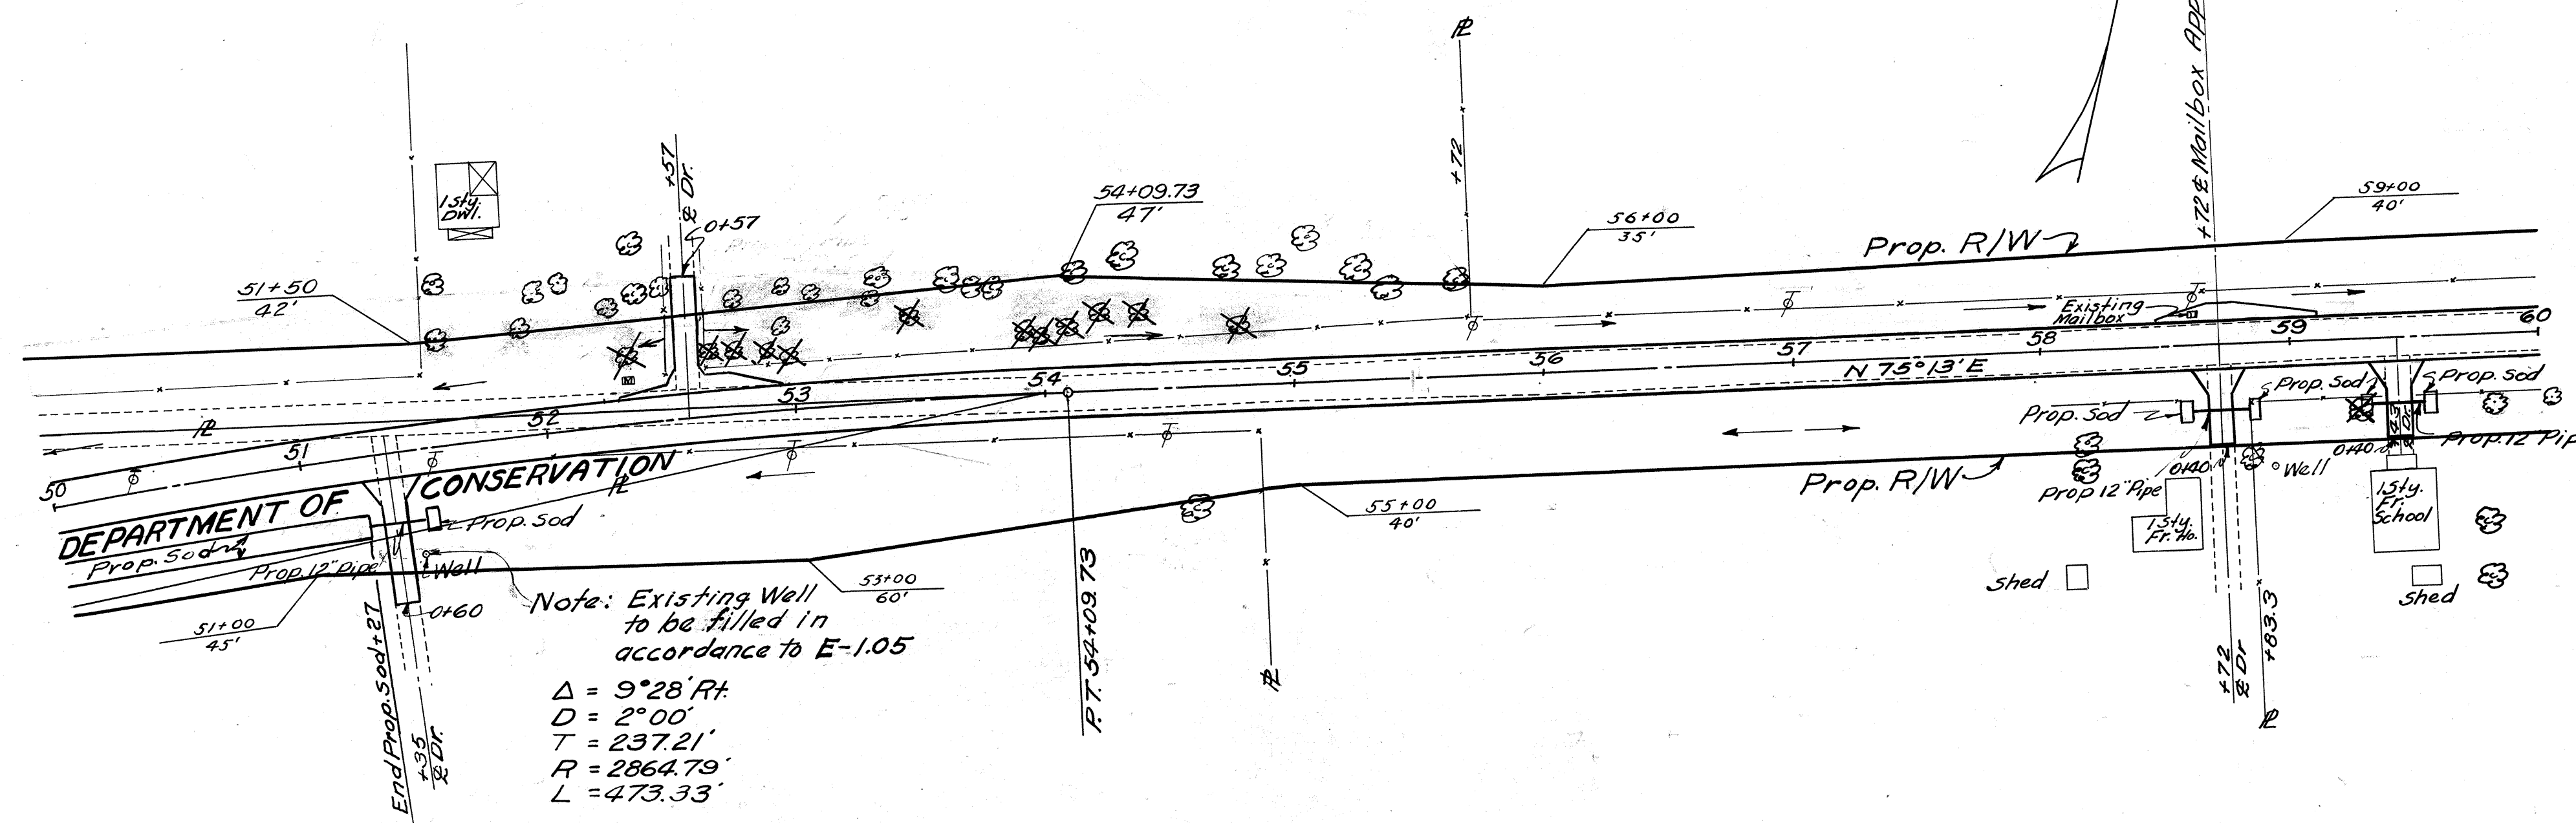 +72 ℄ Mailbox App
℄
+72
+57
℄ Dr.
0+57
1 Sty.
Dwl.
54+09.73
47'
56+00
35'
59+00
40'
Prop. R/W
51+50
42'
Existing
Mailbox
M
50
51
52
53
54
55
56
57
58
59
60
N 75°13' E
℄
DEPARTMENT OF CONSERVATION
℄
Prop. Sod
Prop. Sod
Prop. 12" Pipe
Well
0+60
End Prop. Sod +27
+35
℄ Dr.
51+00
45'
53+00
60'
55+00
40'
Note: Existing Well
to be filled in
accordance to E-1.05
Δ = 9°28' Rt.
D = 2°00'
T = 237.21'
R = 2864.79'
L = 473.33'
P.T. 54+09.73
℄
Prop. R/W
Prop. Sod
Prop. Sod
Prop. Sod
0+40
0+40
Prop. 12" Pip
Prop 12" Pipe
Well
1 Sty.
Fr. Ho.
1 Sty.
Fr.
School
Shed
Shed
+72
℄ Dr
+83.3
℄